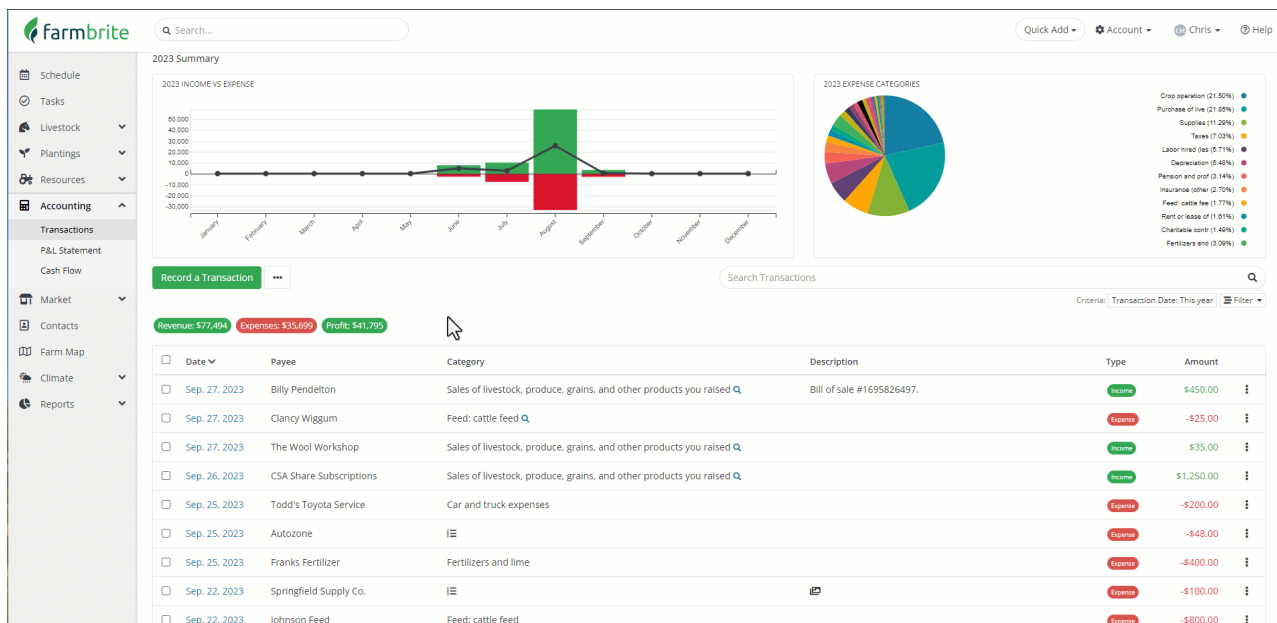 farmbrite
Search...
Quick Add
Account
CH Chris
Help
Schedule
Tasks
Livestock
Plantings
Resources
Accounting
Transactions
P&L Statement
Cash Flow
Market
Contacts
Farm Map
Climate
Reports
2023 Summary
2023 INCOME VS EXPENSE
50,000
40,000
30,000
20,000
10,000
0
-10,000
-20,000
-30,000
January
February
March
April
May
June
July
August
September
October
November
December
2023 EXPENSE CATEGORIES
Crop operation (21.50%)
Purchase of live (21.85%)
Supplies (11.29%)
Taxes (7.03%)
Labor hired (les (5.71%)
Depreciation (5.48%)
Pension and prof (3.14%)
Insurance (other (2.70%)
Feed: cattle fee (1.77%)
Rent or lease of (1.61%)
Charitable contr (1.49%)
Fertilizers and (3.09%)
Record a Transaction
Search Transactions
Criteria: Transaction Date: This year Filter
Revenue: $77,494 Expenses: $35,699 Profit: $41,795
Date Payee Category Description Type Amount
Sep. 27, 2023 Billy Pendelton Sales of livestock, produce, grains, and other products you raised Bill of sale #1695826497. Income $450.00
Sep. 27, 2023 Clancy Wiggum Feed: cattle feed Expense -$25.00
Sep. 27, 2023 The Wool Workshop Sales of livestock, produce, grains, and other products you raised Income $35.00
Sep. 26, 2023 CSA Share Subscriptions Sales of livestock, produce, grains, and other products you raised Income $1,250.00
Sep. 25, 2023 Todd's Toyota Service Car and truck expenses Expense -$200.00
Sep. 25, 2023 Autozone Expense -$48.00
Sep. 25, 2023 Franks Fertilizer Fertilizers and lime Expense -$400.00
Sep. 22, 2023 Springfield Supply Co. Expense -$100.00
Sep. 22, 2023 Johnson Feed Feed: cattle feed Expense -$800.00